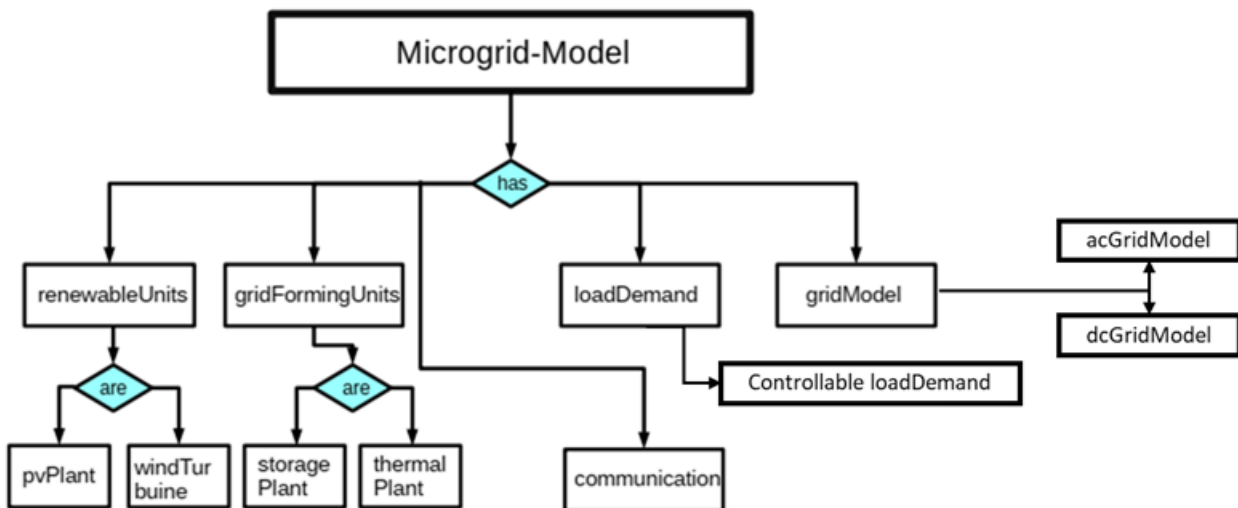 Microgrid-Model
has
acGridModel
renewableUnits
gridFormingUnits
loadDemand
gridModel
dcGridModel
are
are
Controllable loadDemand
pvPlant
windTur
buine
storage
Plant
thermal
Plant
communication